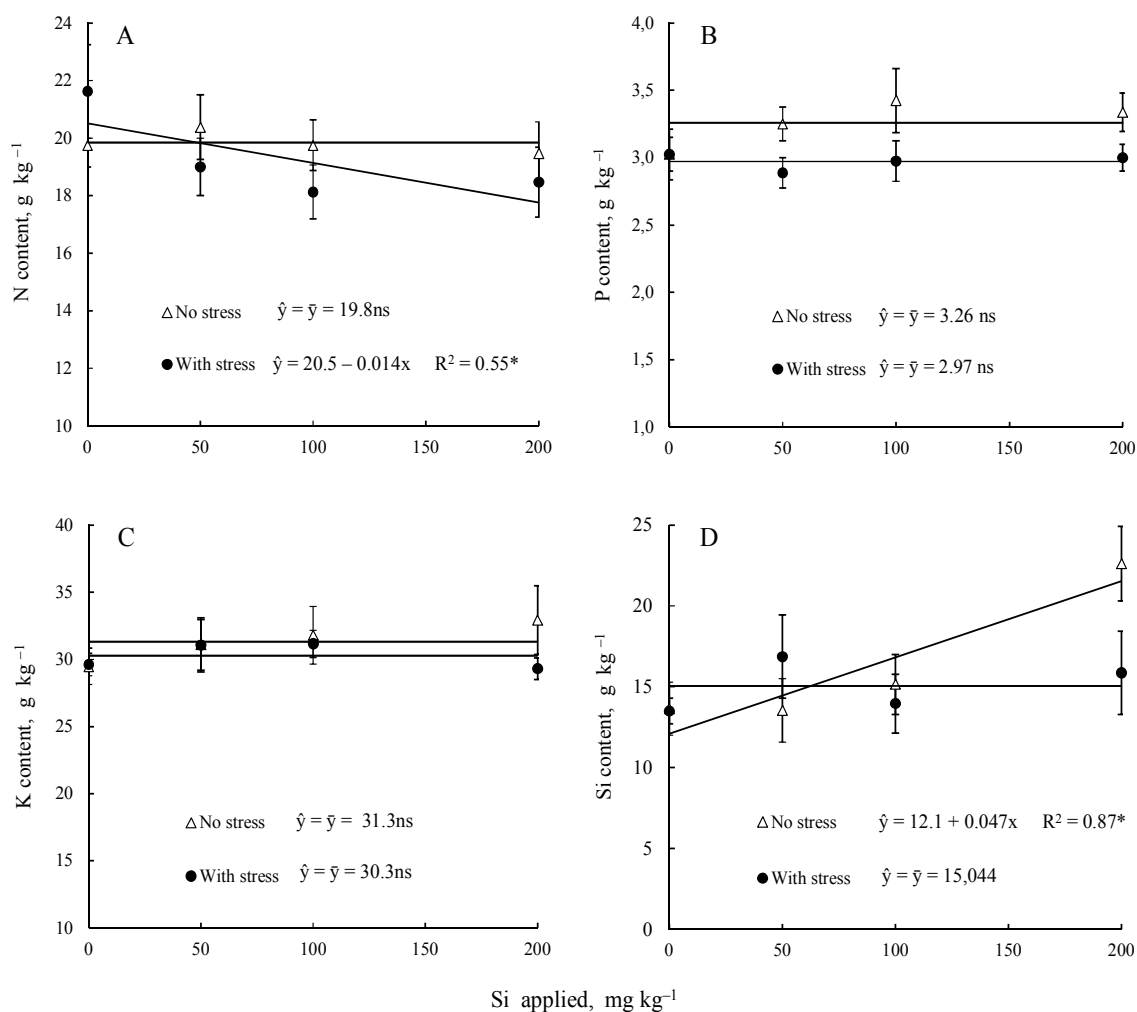 A
N content, g kg⁻¹
24
22
20
18
16
14
12
10
△ No stress ŷ = ȳ = 19.8ns
● With stress ŷ = 20.5 – 0.014x R² = 0.55*
0 50 100 150 200
B
P content, g kg⁻¹
4,0
3,5
3,0
2,5
2,0
1,5
1,0
△ No stress ŷ = ȳ = 3.26 ns
● With stress ŷ = ȳ = 2.97 ns
0 50 100 150 200
C
K content, g kg⁻¹
40
35
30
25
20
15
10
△ No stress ŷ = ȳ = 31.3ns
● With stress ŷ = ȳ = 30.3ns
0 50 100 150 200
D
Si content, g kg⁻¹
25
20
15
10
5
0
△ No stress ŷ = 12.1 + 0.047x R² = 0.87*
● With stress ŷ = ȳ = 15,044
0 50 100 150 200
Si applied, mg kg⁻¹